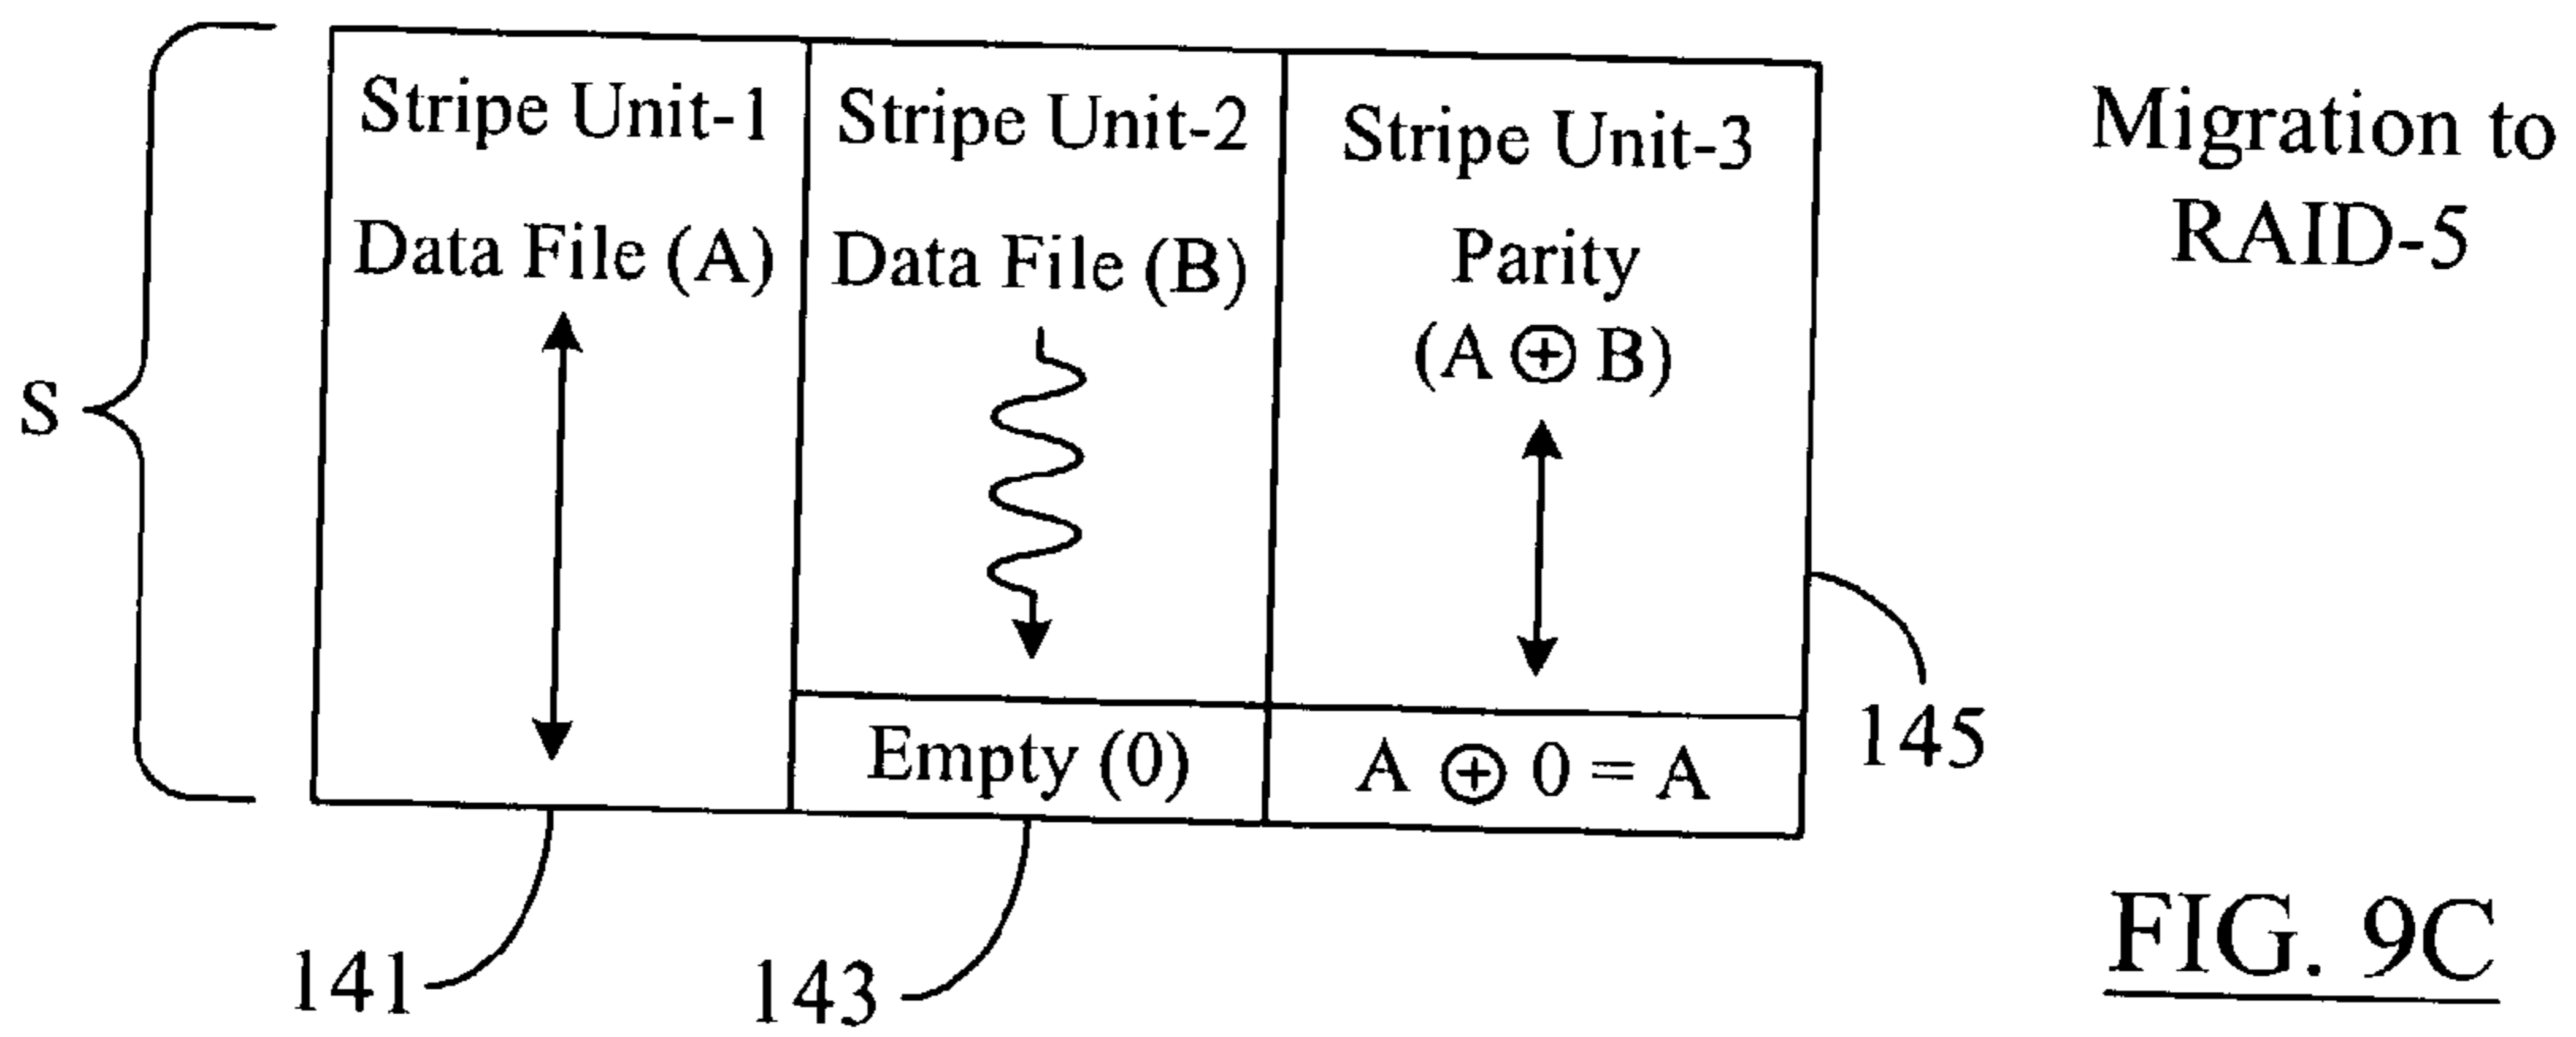 Stripe Unit-1
Data File (A)
Stripe Unit-2
Data File (B)
Empty (0)
Stripe Unit-3
Parity
(A ⊕ B)
A ⊕ 0 = A
S
141
143
145
Migration to
RAID-5
FIG. 9C